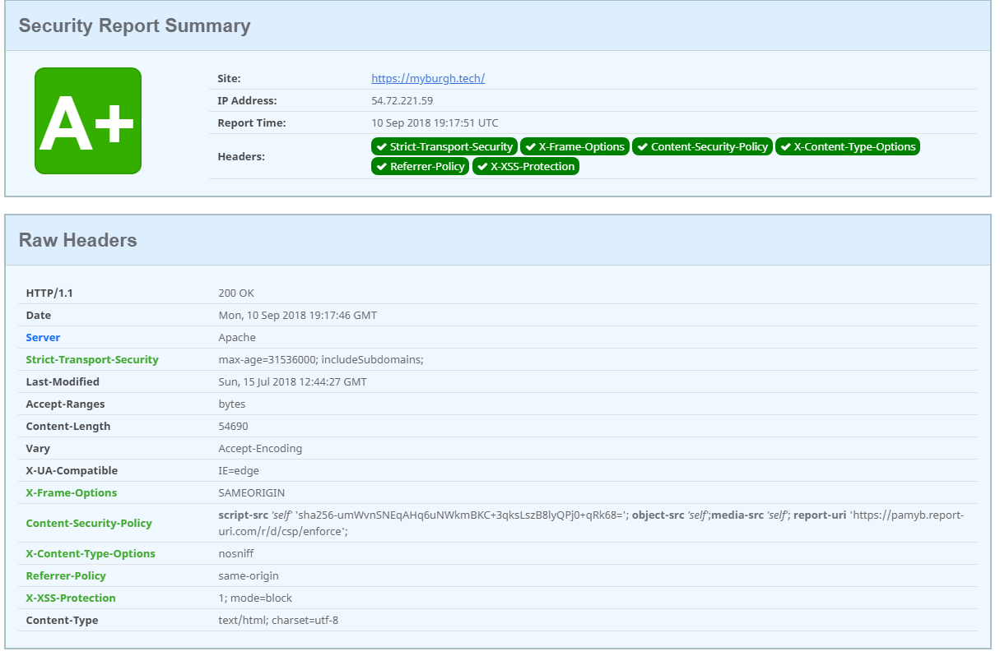 Security Report Summary
A+
Site: https://myburgh.tech/
IP Address: 54.72.221.59
Report Time: 10 Sep 2018 19:17:51 UTC
Headers: Strict-Transport-Security X-Frame-Options Content-Security-Policy X-Content-Type-Options
Referrer-Policy X-XSS-Protection
Raw Headers
HTTP/1.1 200 OK
Date Mon, 10 Sep 2018 19:17:46 GMT
Server Apache
Strict-Transport-Security max-age=31536000; includeSubdomains;
Last-Modified Sun, 15 Jul 2018 12:44:27 GMT
Accept-Ranges bytes
Content-Length 54690
Vary Accept-Encoding
X-UA-Compatible IE=edge
X-Frame-Options SAMEORIGIN
Content-Security-Policy script-src 'self' 'sha256-umWvnSNEqAHq6uNWkmBKC+3qksLszB8lyQPj0+qRk68='; object-src 'self';media-src 'self'; report-uri 'https://pamyb.report-
uri.com/r/d/csp/enforce';
X-Content-Type-Options nosniff
Referrer-Policy same-origin
X-XSS-Protection 1; mode=block
Content-Type text/html; charset=utf-8